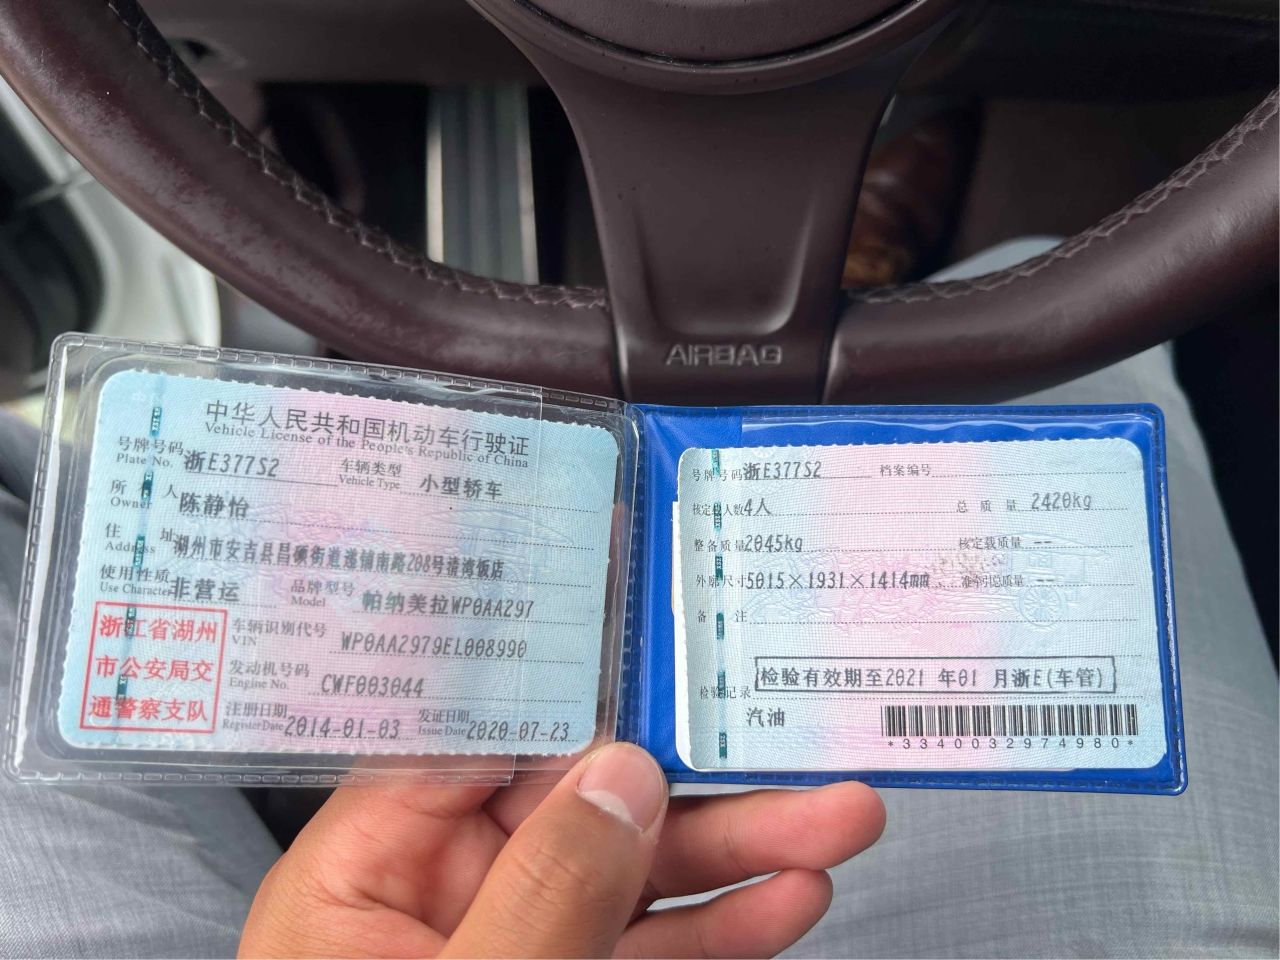 AIRBAG
中华人民共和国机动车行驶证
Vehicle License of the People's Republic of China
号牌号码 浙E377S2 车辆类型 小型轿车
Plate No. Vehicle Type
所有人 陈静怡
Owner
住址 湖州市安吉县昌硕街道递铺南路208号清湾饭店
Address
使用性质 非营运 品牌型号 帕纳美拉WP0AA297
Use Character Model
浙江省湖州
市公安局交
通警察支队
车辆识别代号 WP0AA2979EL008990
VIN
发动机号码 CWF003044
Engine No.
注册日期 2014-01-03 发证日期 2020-07-23
Register Date Issue Date
号牌号码 浙E377S2 档案编号
核定载人数 4人 总质量 2420kg
整备质量 2045kg 核定载质量 --
外廓尺寸 5015×1931×1414mm 准牵引总质量 --
备注
检验有效期至2021 年01 月浙E(车管)
检验记录
汽油
*3340032974980*